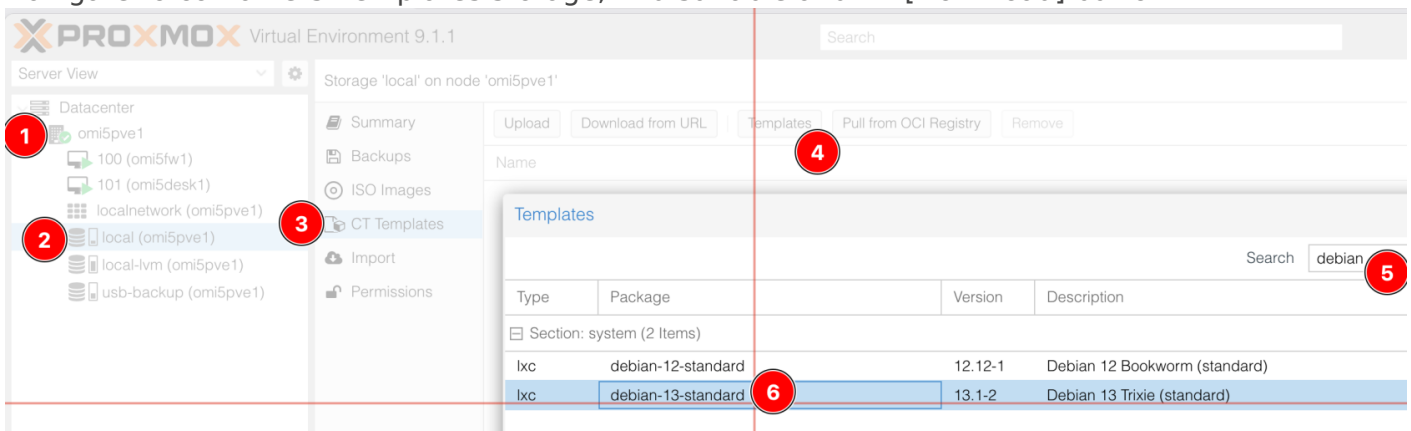 PROXMOX Virtual Environment 9.1.1
Search
Server View
Storage 'local' on node 'omi5pve1'
Datacenter
1
omi5pve1
100 (omi5fw1)
101 (omi5desk1)
localnetwork (omi5pve1)
2
local (omi5pve1)
local-lvm (omi5pve1)
usb-backup (omi5pve1)
Summary
Backups
ISO Images
3
CT Templates
Import
Permissions
Upload
Download from URL
Templates
Pull from OCI Registry
Remove
4
Name
Templates
Search debian
5
Type Package Version Description
Section: system (2 Items)
lxc debian-12-standard 12.12-1 Debian 12 Bookworm (standard)
lxc debian-13-standard 6 13.1-2 Debian 13 Trixie (standard)